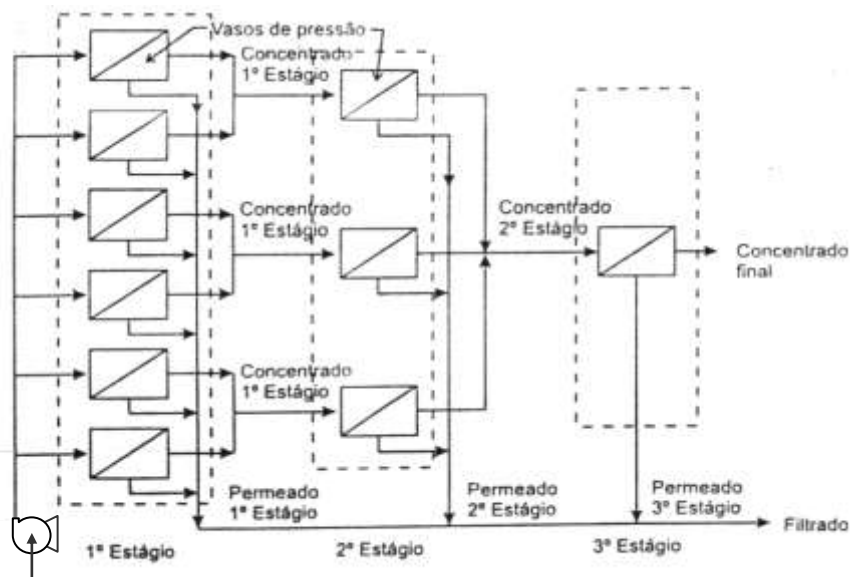 Vasos de pressão
Concentrado
1º Estágio
Concentrado
1º Estágio
Concentrado
2º Estágio
Concentrado
final
Concentrado
1º Estágio
Permeado
1º Estágio
Permeado
2º Estágio
Permeado
3º Estágio
Filtrado
1º Estágio
2º Estágio
3º Estágio